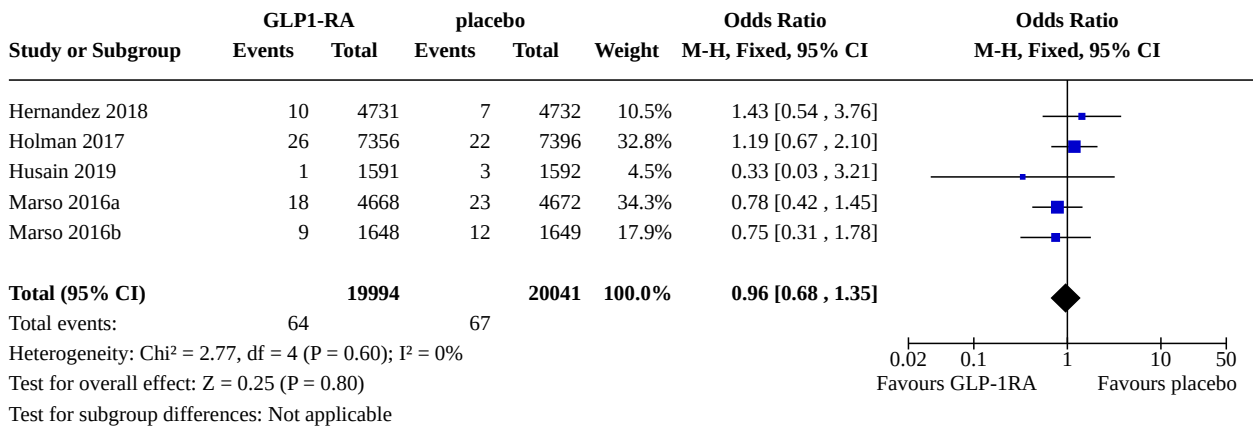 GLP1-RA placebo Odds Ratio Odds Ratio
Study or Subgroup Events Total Events Total Weight M-H, Fixed, 95% CI M-H, Fixed, 95% CI
Hernandez 2018 10 4731 7 4732 10.5% 1.43 [0.54 , 3.76]
Holman 2017 26 7356 22 7396 32.8% 1.19 [0.67 , 2.10]
Husain 2019 1 1591 3 1592 4.5% 0.33 [0.03 , 3.21]
Marso 2016a 18 4668 23 4672 34.3% 0.78 [0.42 , 1.45]
Marso 2016b 9 1648 12 1649 17.9% 0.75 [0.31 , 1.78]
Total (95% CI) 19994 20041 100.0% 0.96 [0.68 , 1.35]
Total events: 64 67
Heterogeneity: Chi² = 2.77, df = 4 (P = 0.60); I² = 0%
Test for overall effect: Z = 0.25 (P = 0.80)
Test for subgroup differences: Not applicable
0.02 0.1 1 10 50
Favours GLP-1RA Favours placebo